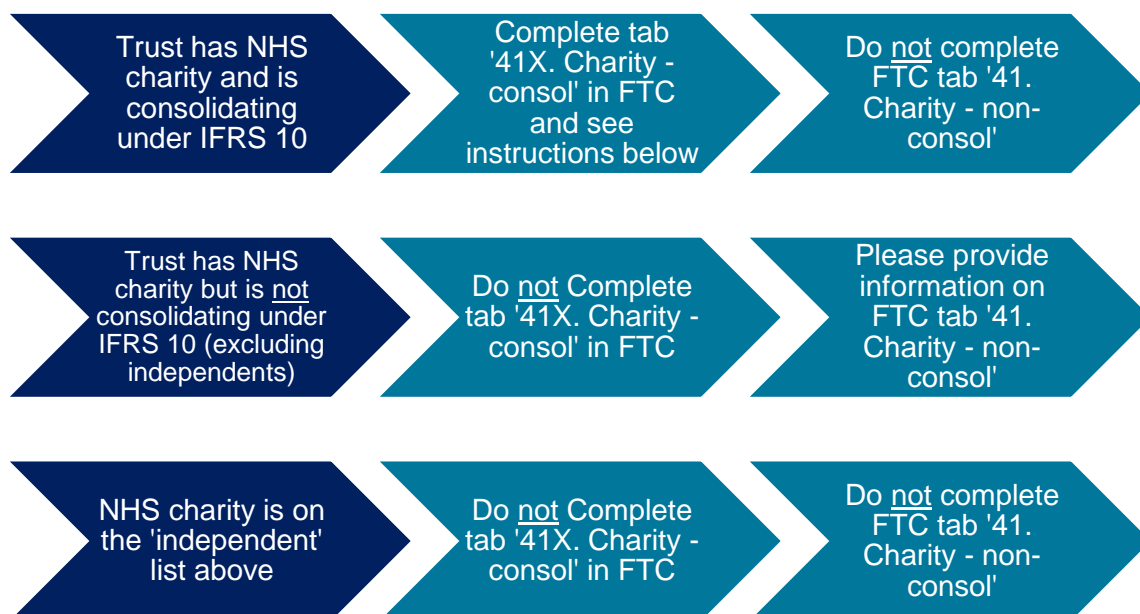 Trust has NHS
charity and is
consolidating
under IFRS 10
Complete tab
'41X. Charity -
consol' in FTC
and see
instructions below
Do not complete
FTC tab '41.
Charity - non-
consol'
Trust has NHS
charity but is not
consolidating under
IFRS 10 (excluding
independents)
Do not Complete
tab '41X. Charity -
consol' in FTC
Please provide
information on
FTC tab '41.
Charity - non-
consol'
NHS charity is on
the 'independent'
list above
Do not Complete
tab '41X. Charity -
consol' in FTC
Do not complete
FTC tab '41.
Charity - non-
consol'